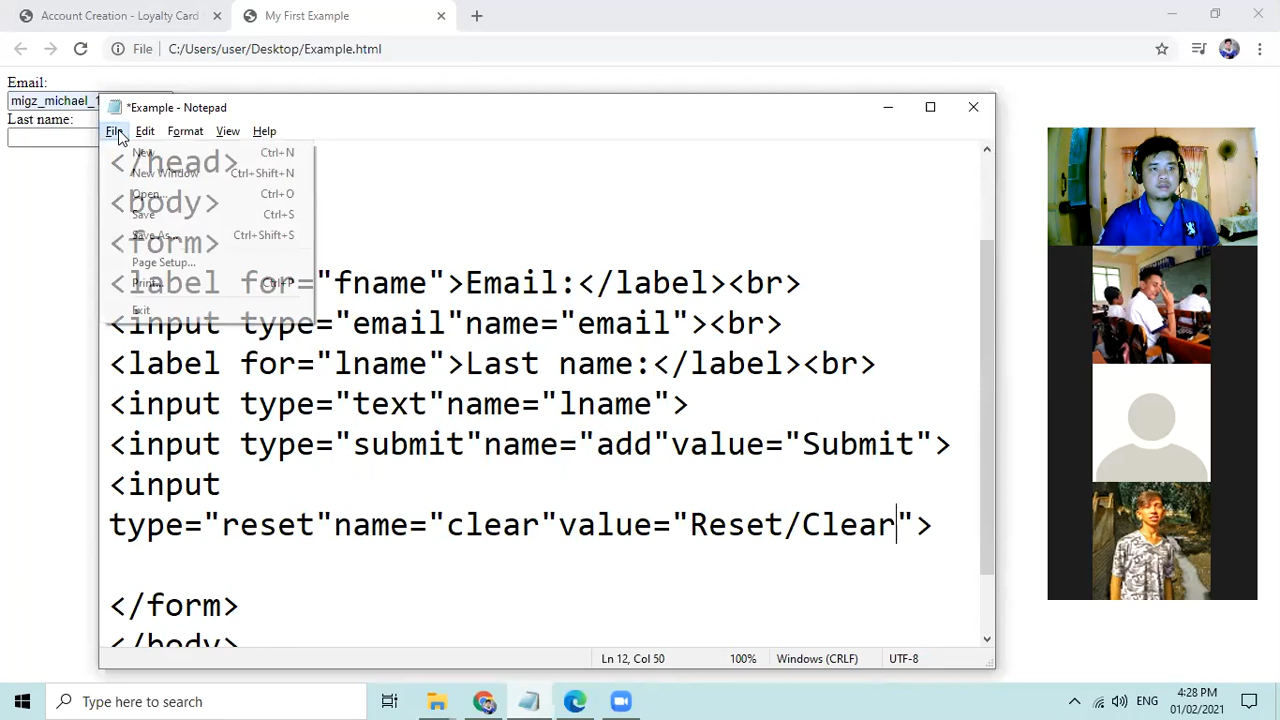 Account Creation - Loyalty Card
My First Example
File
C:/Users/user/Desktop/Example.html
Email:
migz_michael_1
Last name:
*Example - Notepad
File Edit Format View Help
New Ctrl+N
New Window Ctrl+Shift+N
Open... Ctrl+O
Save Ctrl+S
Save As... Ctrl+Shift+S
Page Setup...
Print... Ctrl+P
Exit
</head>
<body>
<form>
<label for="fname">Email:</label><br>
<input type="email"name="email"><br>
<label for="lname">Last name:</label><br>
<input type="text"name="lname">
<input type="submit"name="add"value="Submit">
<input
type="reset"name="clear"value="Reset/Clear">
</form>
</body>
Ln 12, Col 50
100%
Windows (CRLF)
UTF-8
Type here to search
ENG
4:28 PM
01/02/2021